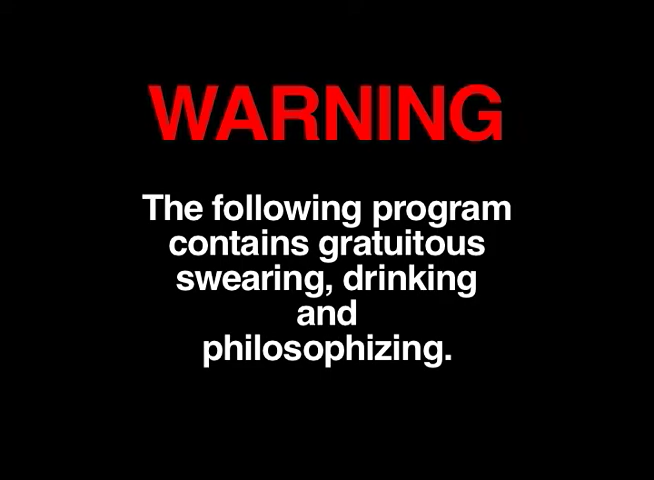 WARNING
The following program
contains gratuitous
swearing, drinking
and
philosophizing.